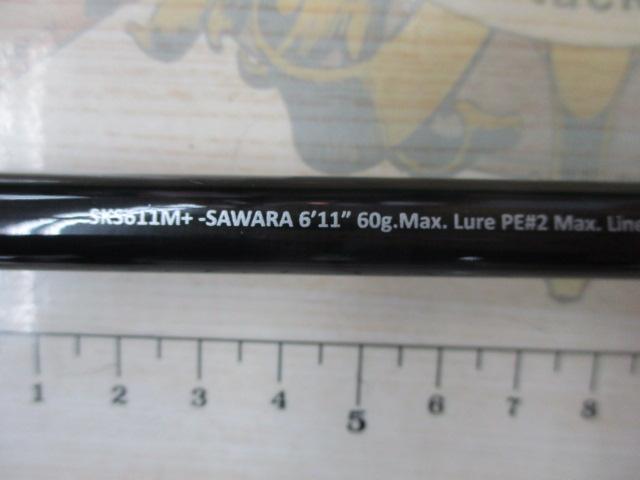 SKS611M+ -SAWARA 6'11" 60g.Max. Lure PE#2 Max. Line
1 2 3 4 5 6 7 8